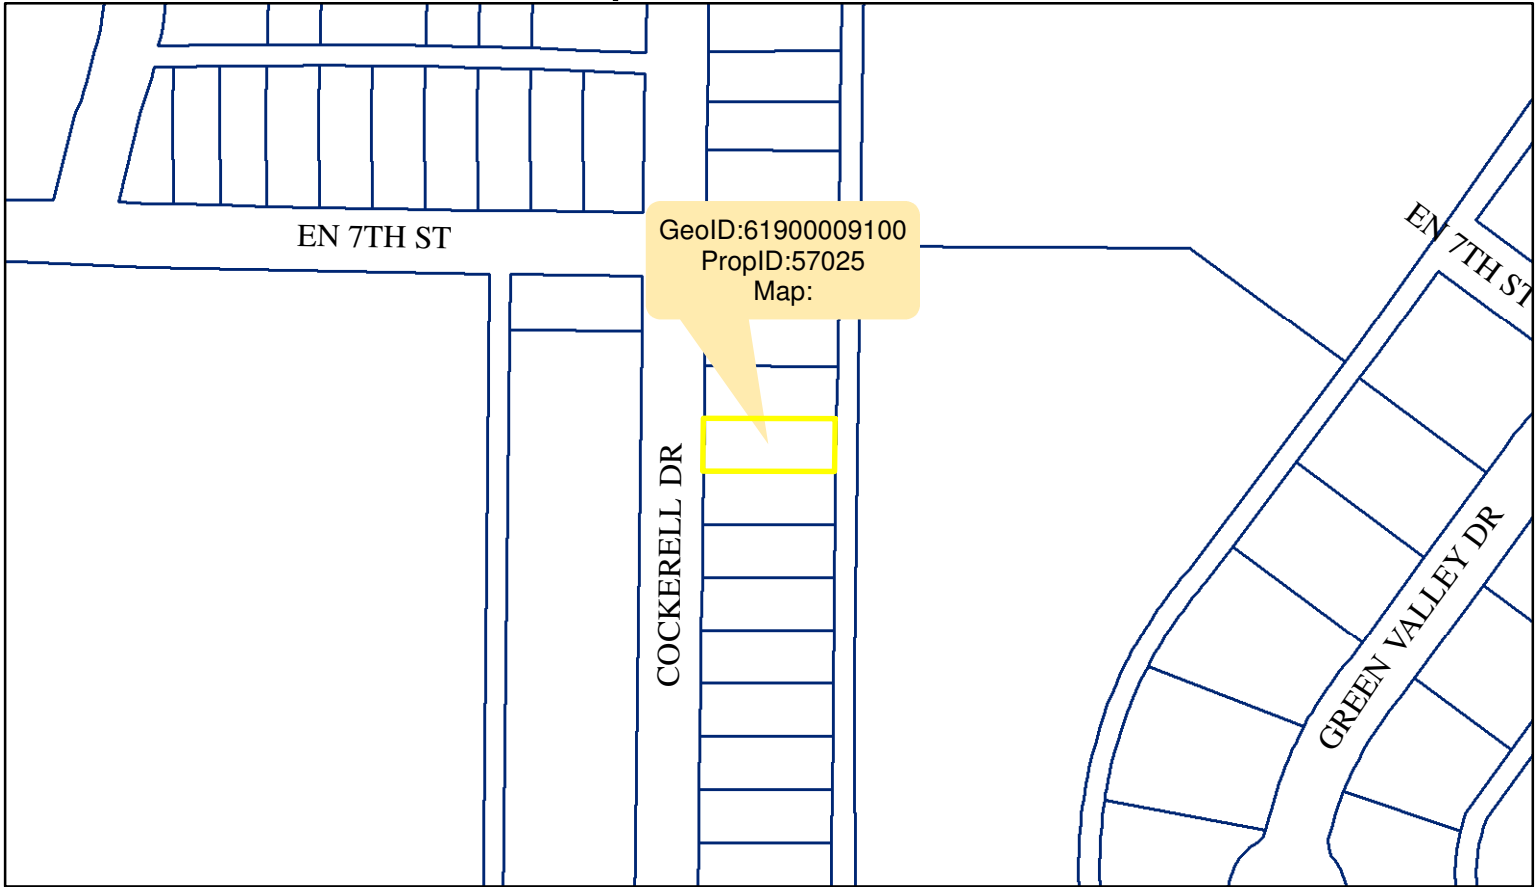 EN 7TH ST
GeoID:61900009100
PropID:57025
Map:
EN 7TH ST
COCKERELL DR
GREEN VALLEY DR